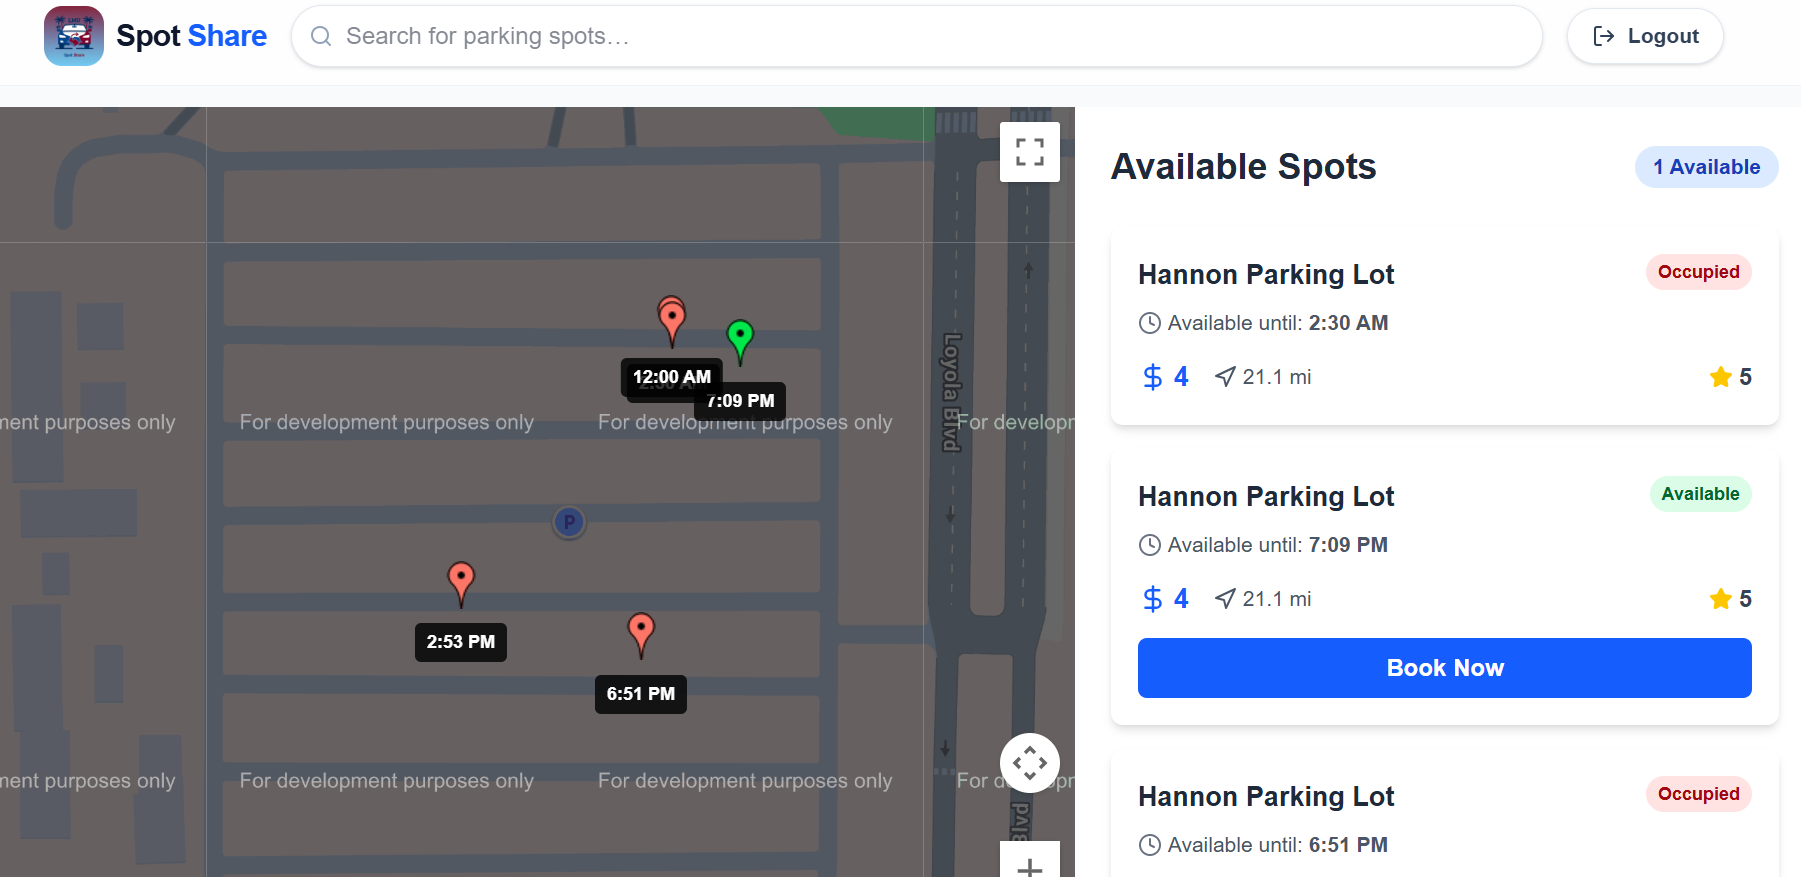 Spot Share
Search for parking spots...
Logout
12:00 AM
2:30 AM
7:09 PM
2:53 PM
6:51 PM
P
Loyola Blvd
Blvd
ment purposes only
For development purposes only
For development purposes only
For developm
ment purposes only
For development purposes only
For development purposes only
Available Spots
1 Available
Hannon Parking Lot
Occupied
Available until: 2:30 AM
$ 4
21.1 mi
5
Hannon Parking Lot
Available
Available until: 7:09 PM
$ 4
21.1 mi
5
Book Now
Hannon Parking Lot
Occupied
Available until: 6:51 PM